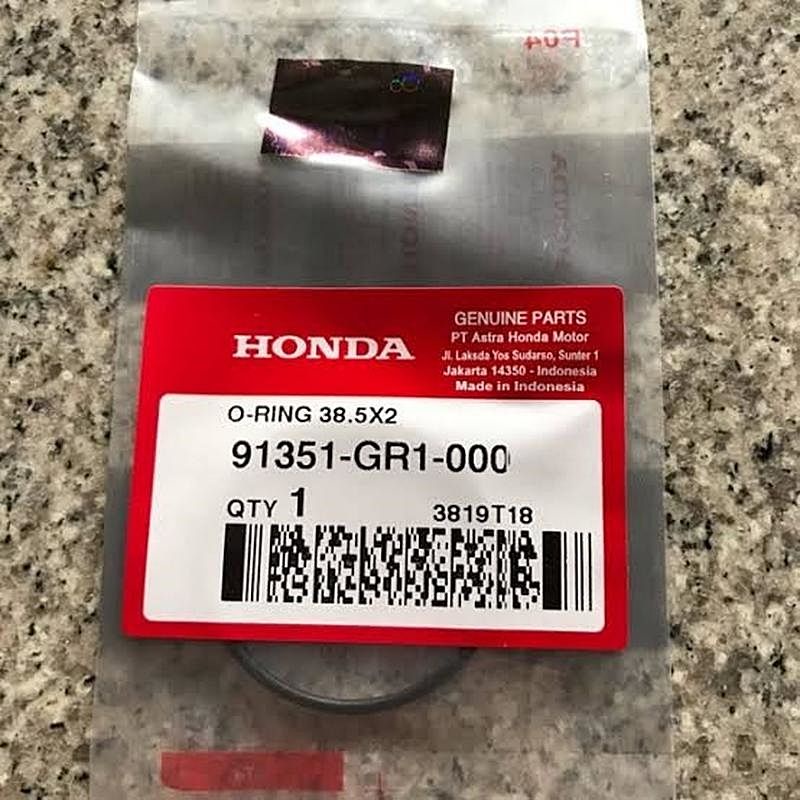 F04
HONDA
GENUINE PARTS
PT Astra Honda Motor
Jl. Laksda Yos Sudarso, Sunter 1
Jakarta 14350 - Indonesia
Made in Indonesia
O-RING 38.5X2
91351-GR1-000
QTY 1
3819T18